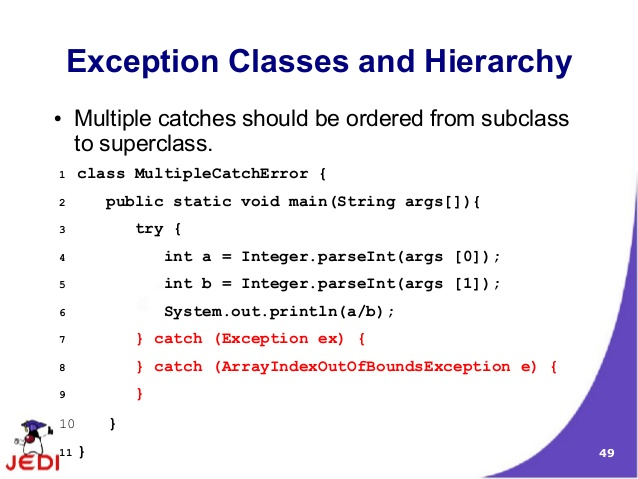 Exception Classes and Hierarchy
• Multiple catches should be ordered from subclass
to superclass.
1 class MultipleCatchError {
2 public static void main(String args[]){
3 try {
4 int a = Integer.parseInt(args [0]);
5 int b = Integer.parseInt(args [1]);
6 System.out.println(a/b);
7 } catch (Exception ex) {
8 } catch (ArrayIndexOutOfBoundsException e) {
9 }
10 }
11 }
JEDI
49